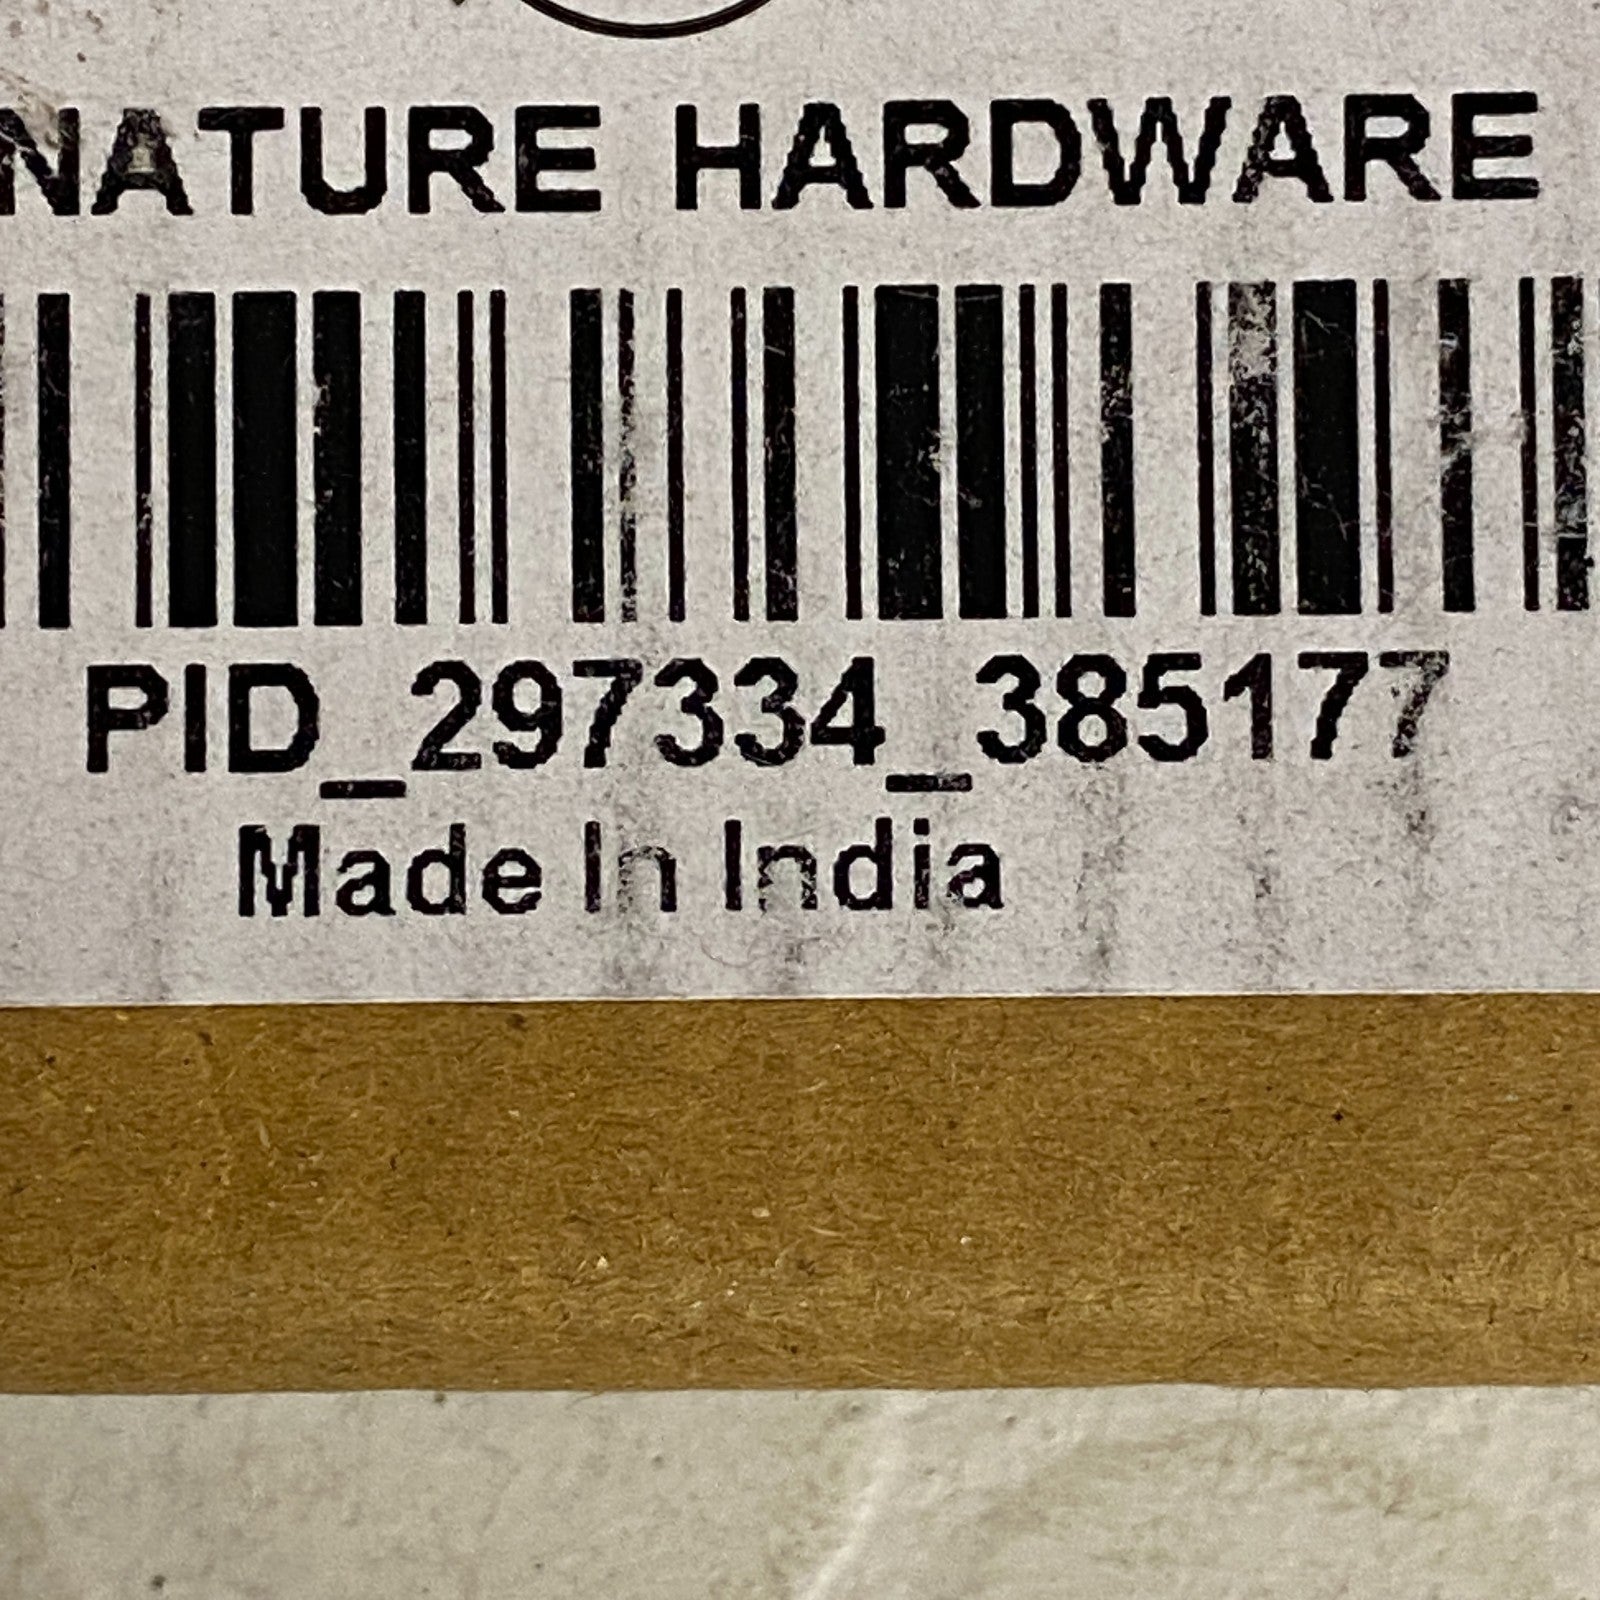 NATURE HARDWARE
PID_297334_385177
Made In India